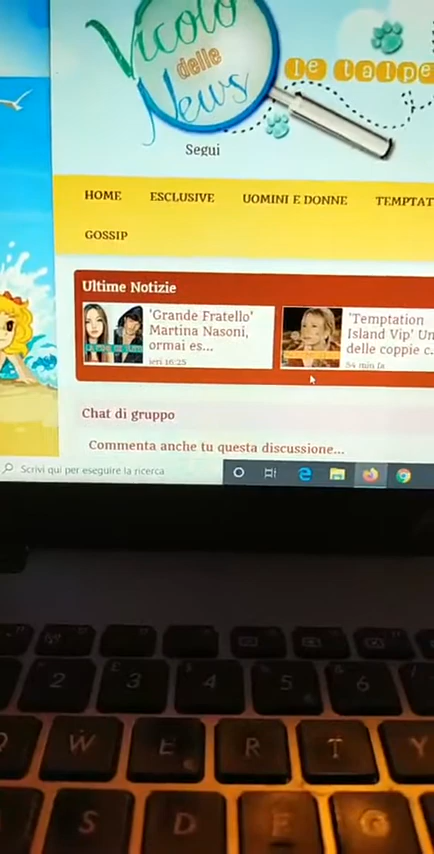 Vicolo
delle
News
le talpe
Segui
HOME ESCLUSIVE UOMINI E DONNE TEMPTAT
GOSSIP
Ultime Notizie
'Grande Fratello'
Martina Nasoni,
ormai es...
ieri 16:25
'Temptation
Island Vip' Un
delle coppie c...
54 min fa
Chat di gruppo
Commenta anche tu questa discussione...
Scrivi qui per eseguire la ricerca
2 3 4 5 6
W E R T Y
S D F G